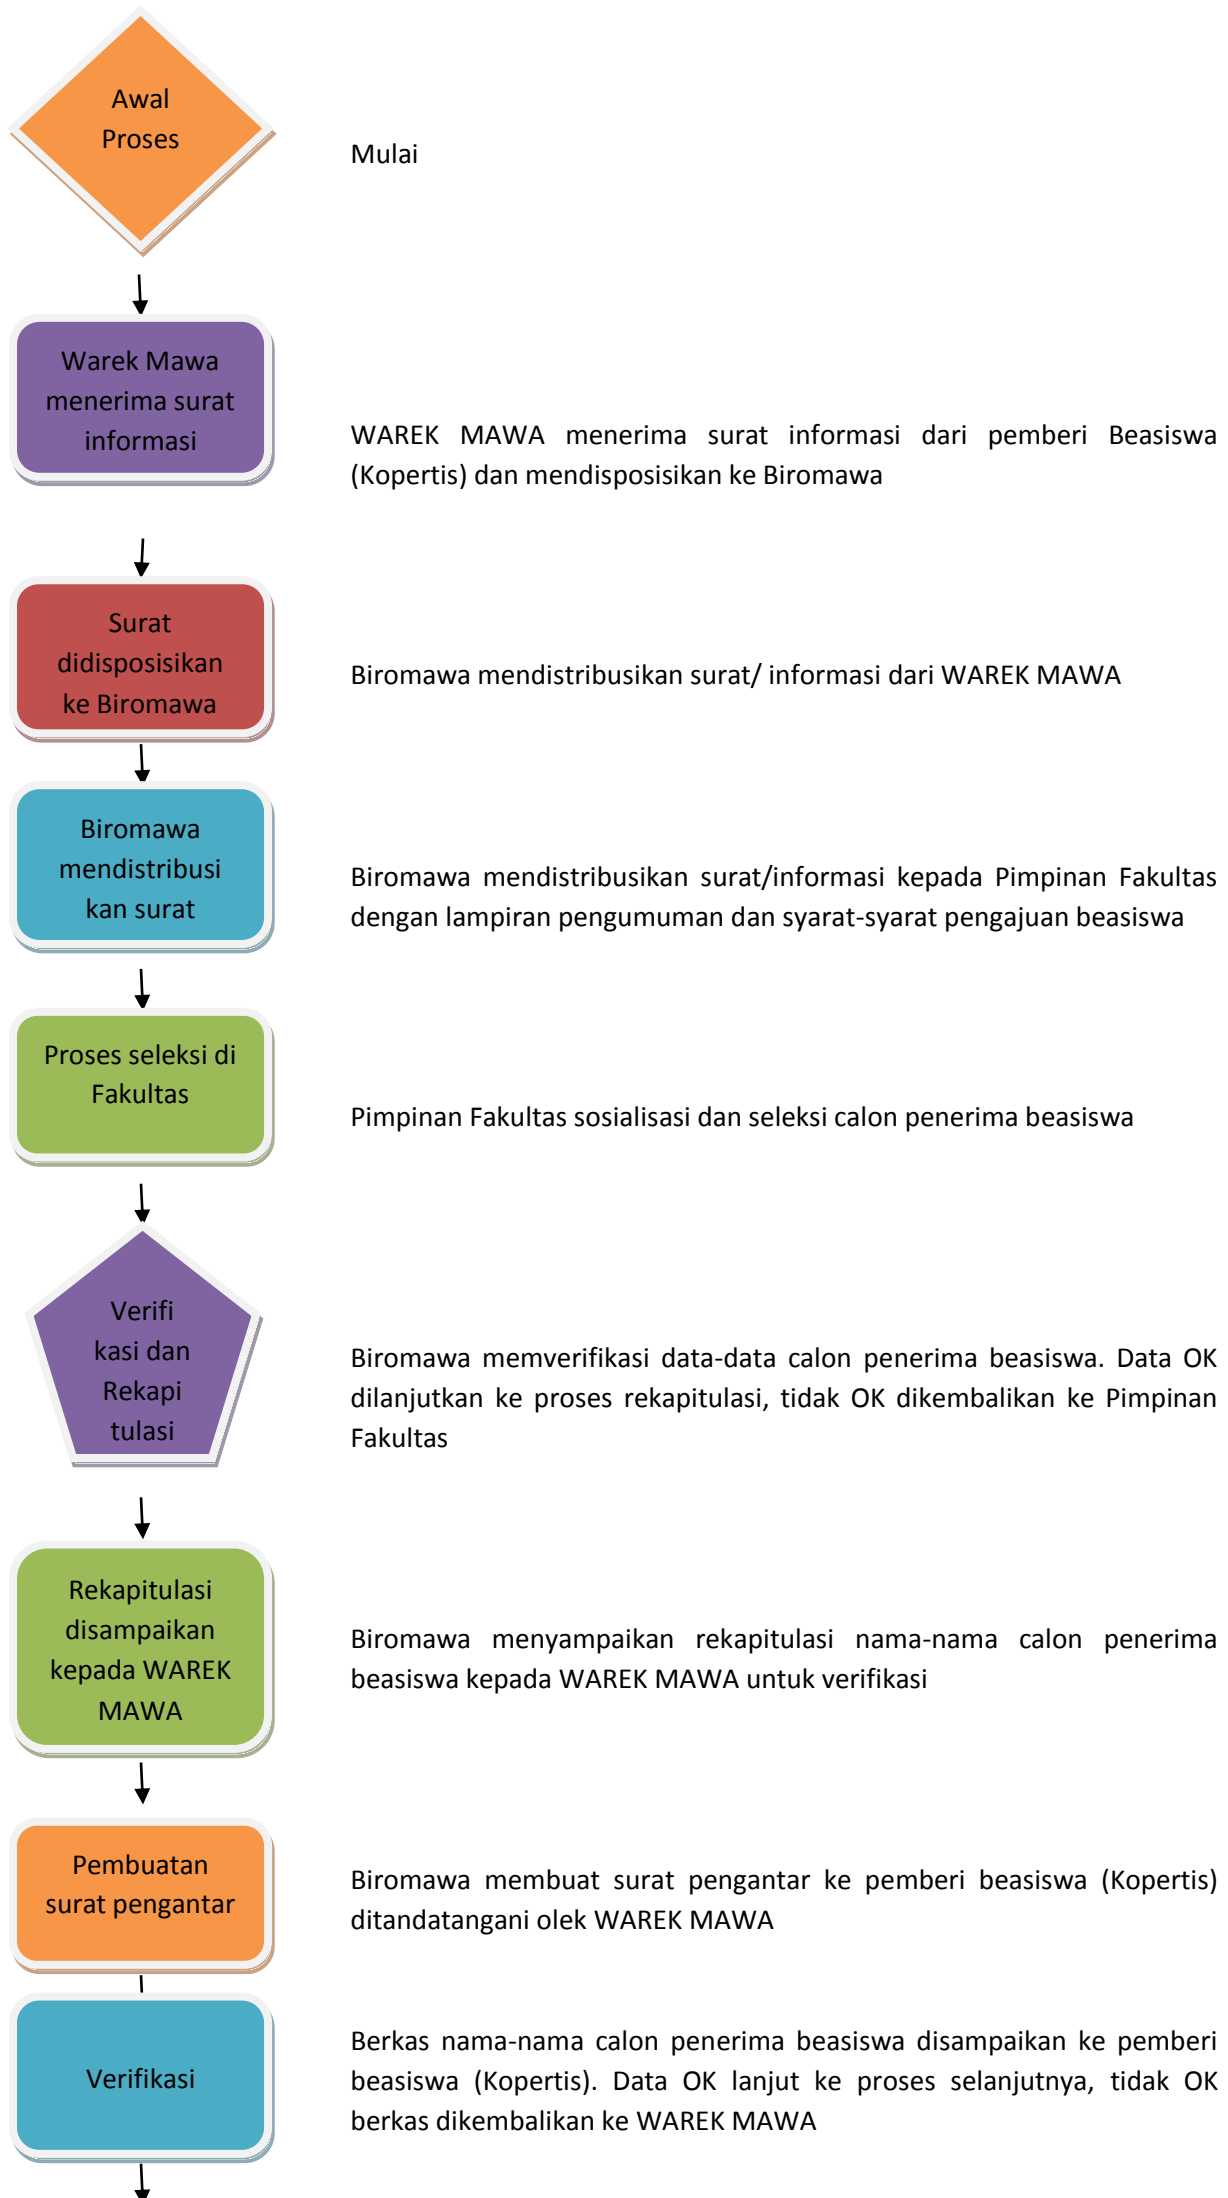 Awal
Proses
Mulai
Warek Mawa
menerima surat
informasi
WAREK MAWA menerima surat informasi dari pemberi Beasiswa
(Kopertis) dan mendisposisikan ke Biromawa
Surat
didisposisikan
ke Biromawa
Biromawa mendistribusikan surat/ informasi dari WAREK MAWA
Biromawa
mendistribusi
kan surat
Biromawa mendistribusikan surat/informasi kepada Pimpinan Fakultas
dengan lampiran pengumuman dan syarat-syarat pengajuan beasiswa
Proses seleksi di
Fakultas
Pimpinan Fakultas sosialisasi dan seleksi calon penerima beasiswa
Verifi
kasi dan
Rekapi
tulasi
Biromawa memverifikasi data-data calon penerima beasiswa. Data OK
dilanjutkan ke proses rekapitulasi, tidak OK dikembalikan ke Pimpinan
Fakultas
Rekapitulasi
disampaikan
kepada WAREK
MAWA
Biromawa menyampaikan rekapitulasi nama-nama calon penerima
beasiswa kepada WAREK MAWA untuk verifikasi
Pembuatan
surat pengantar
Biromawa membuat surat pengantar ke pemberi beasiswa (Kopertis)
ditandatangani olek WAREK MAWA
Verifikasi
Berkas nama-nama calon penerima beasiswa disampaikan ke pemberi
beasiswa (Kopertis). Data OK lanjut ke proses selanjutnya, tidak OK
berkas dikembalikan ke WAREK MAWA